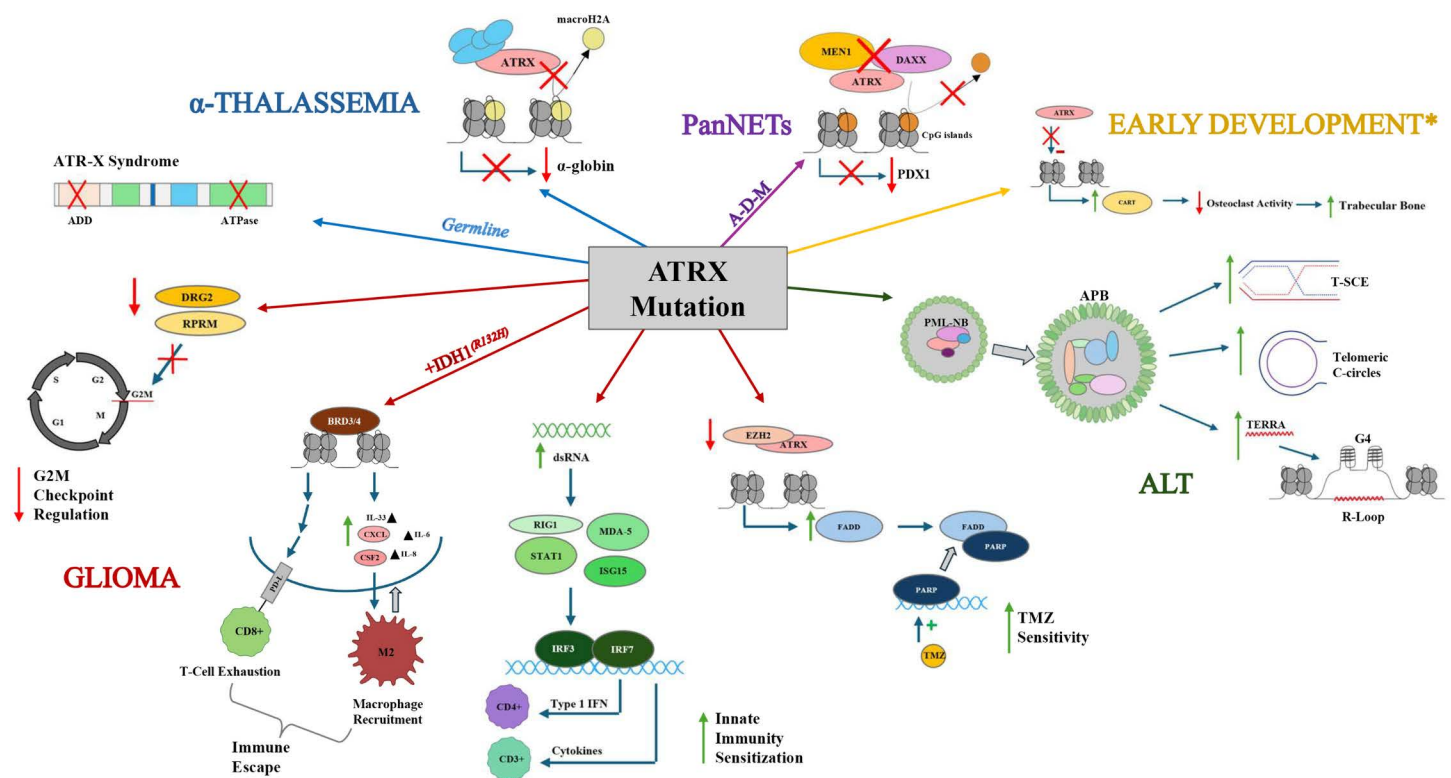 macroH2A
ATRX
α-THALASSEMIA
α-globin
MEN1
DAXX
ATRX
PanNETs
CpG islands
PDX1
ATRX
EARLY DEVELOPMENT*
CART
Osteoclast Activity
Trabecular Bone
ATR-X Syndrome
ADD
ATPase
Germline
A-D-M
ATRX
Mutation
DRG2
RPRM
S
G2
G2M
M
G1
G2M
Checkpoint
Regulation
GLIOMA
+IDH1(R132H)
BRD3/4
IL-33
CXCL
IL-6
CSF2
IL-8
PD-L
CD8+
M2
T-Cell Exhaustion
Macrophage
Recruitment
Immune
Escape
dsRNA
RIG1
MDA-5
STAT1
ISG15
IRF3
IRF7
CD4+
Type 1 IFN
CD3+
Cytokines
Innate
Immunity
Sensitization
EZH2
ATRX
FADD
FADD
PARP
PARP
+
TMZ
TMZ
Sensitivity
PML-NB
APB
T-SCE
Telomeric
C-circles
TERRA
G4
R-Loop
ALT